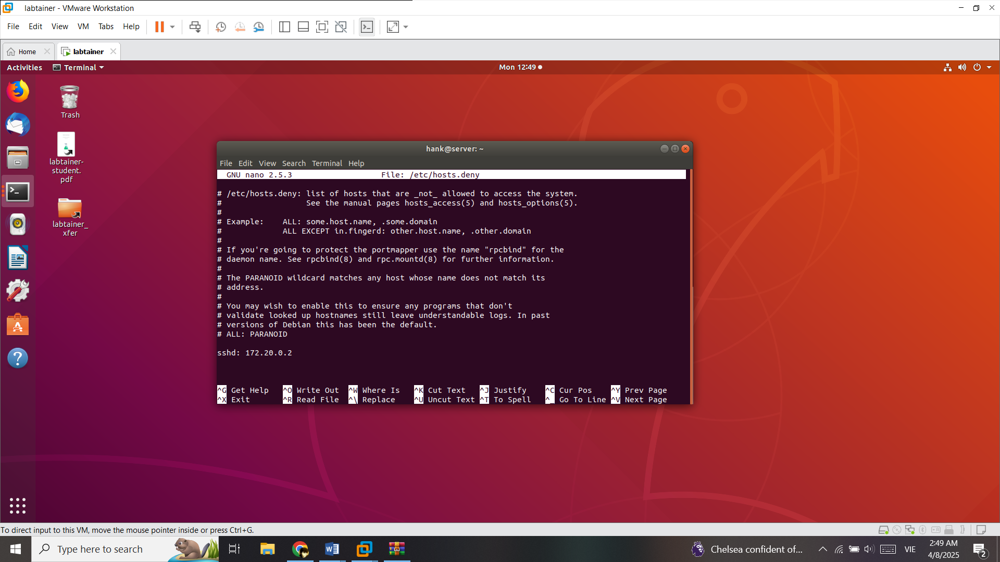 labtainer - VMware Workstation
File Edit View VM Tabs Help
Home labtainer
Activities Terminal Mon 12:49
Trash
labtainer-
student.
pdf
labtainer_
xfer
hank@server: ~
File Edit View Search Terminal Help
GNU nano 2.5.3 File: /etc/hosts.deny
# /etc/hosts.deny: list of hosts that are _not_ allowed to access the system.
# See the manual pages hosts_access(5) and hosts_options(5).
#
# Example: ALL: some.host.name, .some.domain
# ALL EXCEPT in.fingerd: other.host.name, .other.domain
#
# If you're going to protect the portmapper use the name "rpcbind" for the
# daemon name. See rpcbind(8) and rpc.mountd(8) for further information.
#
# The PARANOID wildcard matches any host whose name does not match its
# address.
#
# You may wish to enable this to ensure any programs that don't
# validate looked up hostnames still leave understandable logs. In past
# versions of Debian this has been the default.
# ALL: PARANOID
sshd: 172.20.0.2
^G Get Help ^O Write Out ^W Where Is ^K Cut Text ^J Justify ^C Cur Pos ^Y Prev Page
^X Exit ^R Read File ^\ Replace ^U Uncut Text ^T To Spell ^_ Go To Line ^V Next Page
To direct input to this VM, move the mouse pointer inside or press Ctrl+G.
Type here to search
Chelsea confident of...
VIE
2:49 AM
4/8/2025
2